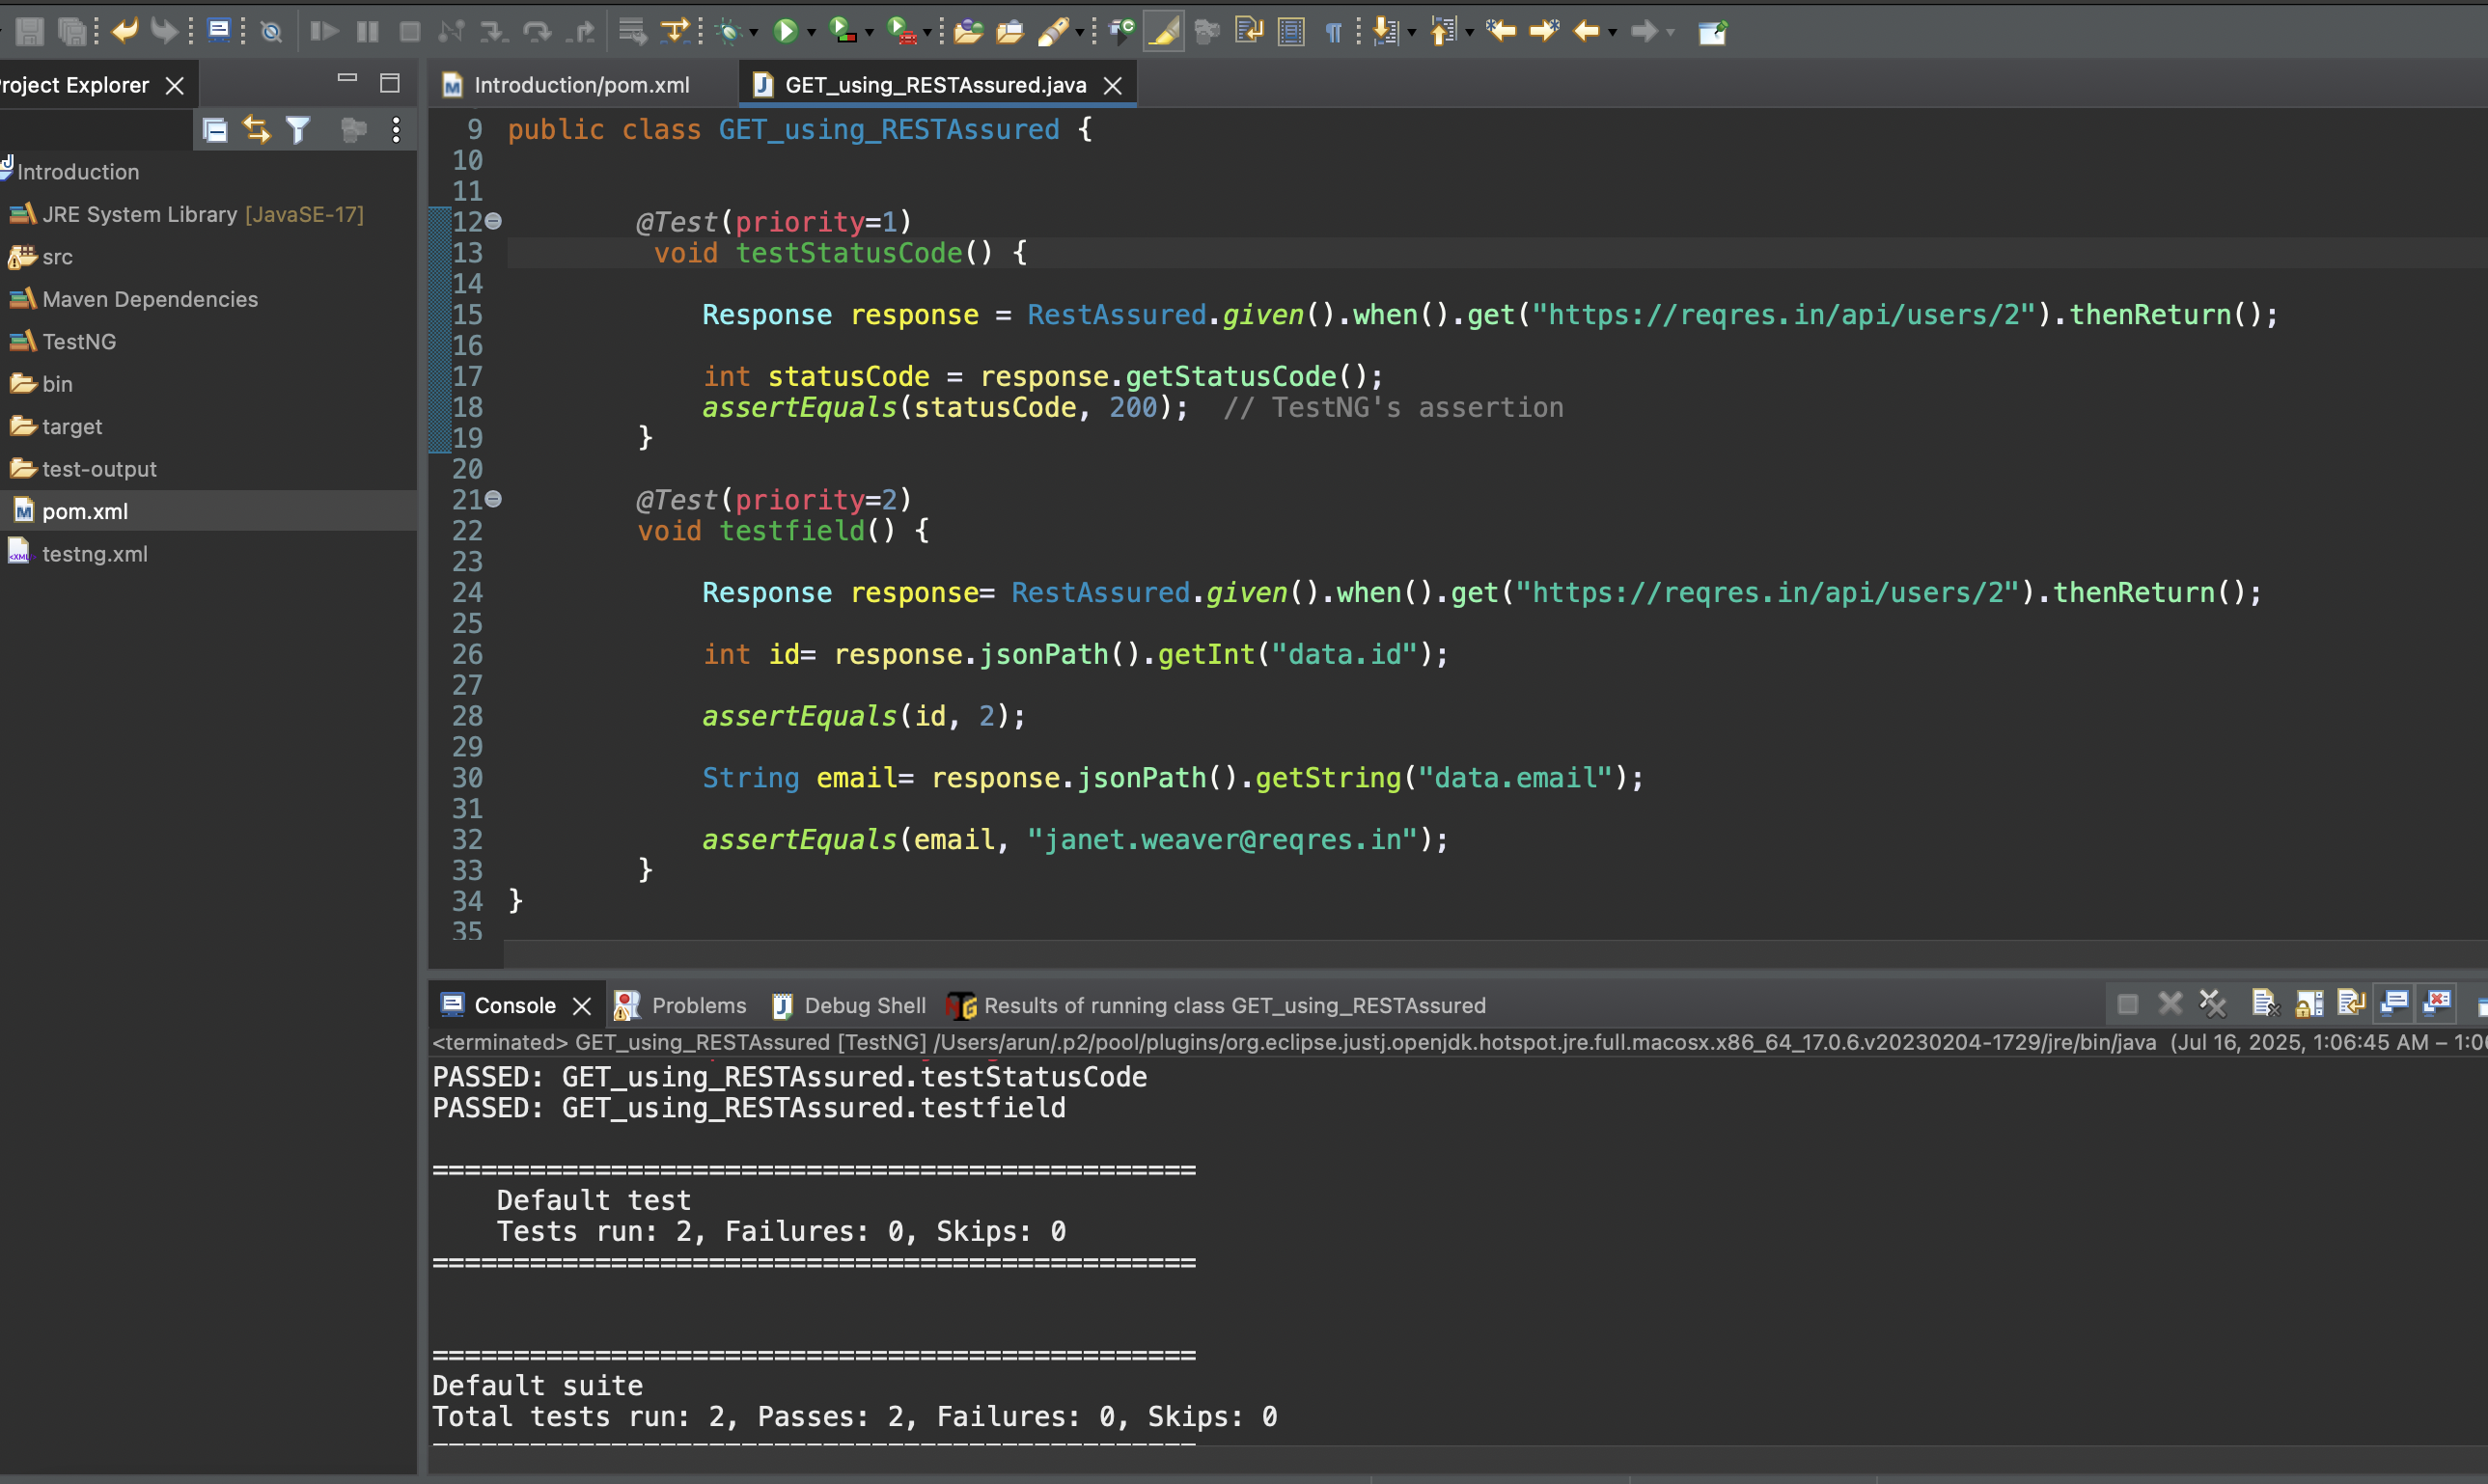 Project Explorer
Introduction/pom.xml
GET_using_RESTAssured.java
Introduction
JRE System Library [JavaSE-17]
src
Maven Dependencies
TestNG
bin
target
test-output
pom.xml
testng.xml
9 public class GET_using_RESTAssured {
10
11
12 @Test(priority=1)
13 void testStatusCode() {
14
15 Response response = RestAssured.given().when().get("https://reqres.in/api/users/2").thenReturn();
16
17 int statusCode = response.getStatusCode();
18 assertEquals(statusCode, 200);  // TestNG's assertion
19 }
20
21 @Test(priority=2)
22 void testfield() {
23
24 Response response= RestAssured.given().when().get("https://reqres.in/api/users/2").thenReturn();
25
26 int id= response.jsonPath().getInt("data.id");
27
28 assertEquals(id, 2);
29
30 String email= response.jsonPath().getString("data.email");
31
32 assertEquals(email, "janet.weaver@reqres.in");
33 }
34 }
35
Console
Problems
Debug Shell
Results of running class GET_using_RESTAssured
<terminated> GET_using_RESTAssured [TestNG] /Users/arun/.p2/pool/plugins/org.eclipse.justj.openjdk.hotspot.jre.full.macosx.x86_64_17.0.6.v20230204-1729/jre/bin/java (Jul 16, 2025, 1:06:45 AM – 1:0
PASSED: GET_using_RESTAssured.testStatusCode
PASSED: GET_using_RESTAssured.testfield
===============================================
Default test
Tests run: 2, Failures: 0, Skips: 0
===============================================
===============================================
Default suite
Total tests run: 2, Passes: 2, Failures: 0, Skips: 0
===============================================